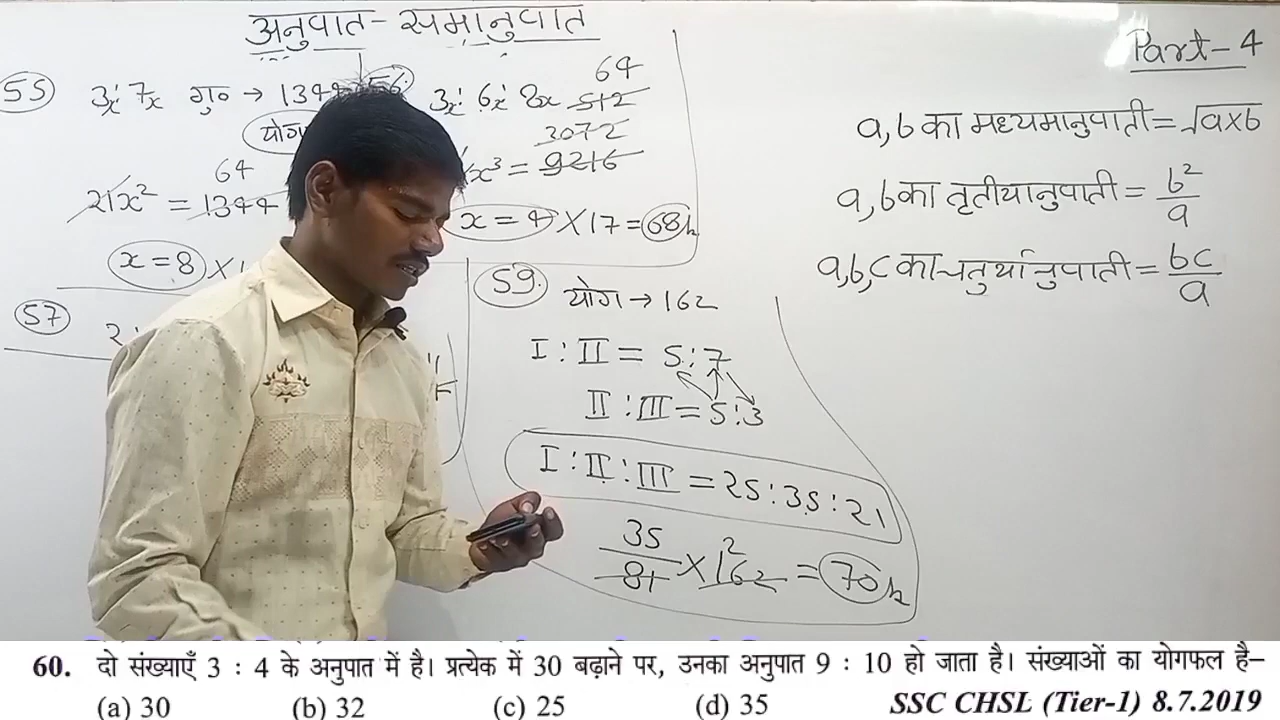 अनुपात-समानुपात
Part-4
55 3x: 7x गु० → 1344
योग
64
21x² = 1344
x=8 ×1
3x: 6x: 8x 512 64
3072
x³ = 9216
x = 4 × 17 = 68
57
2:
59. योग → 162
I : II = 5:7
II : III = 5:3
I : II : III = 25:35:21
35/81 × 162 2 = 70
a, b का मध्यमानुपाती = √a×b
a, b का तृतीयानुपाती = b²/a
a, b, c का चतुर्थानुपाती = bc/a
60. दो संख्याएँ 3 : 4 के अनुपात में है। प्रत्येक में 30 बढ़ाने पर, उनका अनुपात 9 : 10 हो जाता है। संख्याओं का योगफल है–
(a) 30 (b) 32 (c) 25 (d) 35 SSC CHSL (Tier-1) 8.7.2019